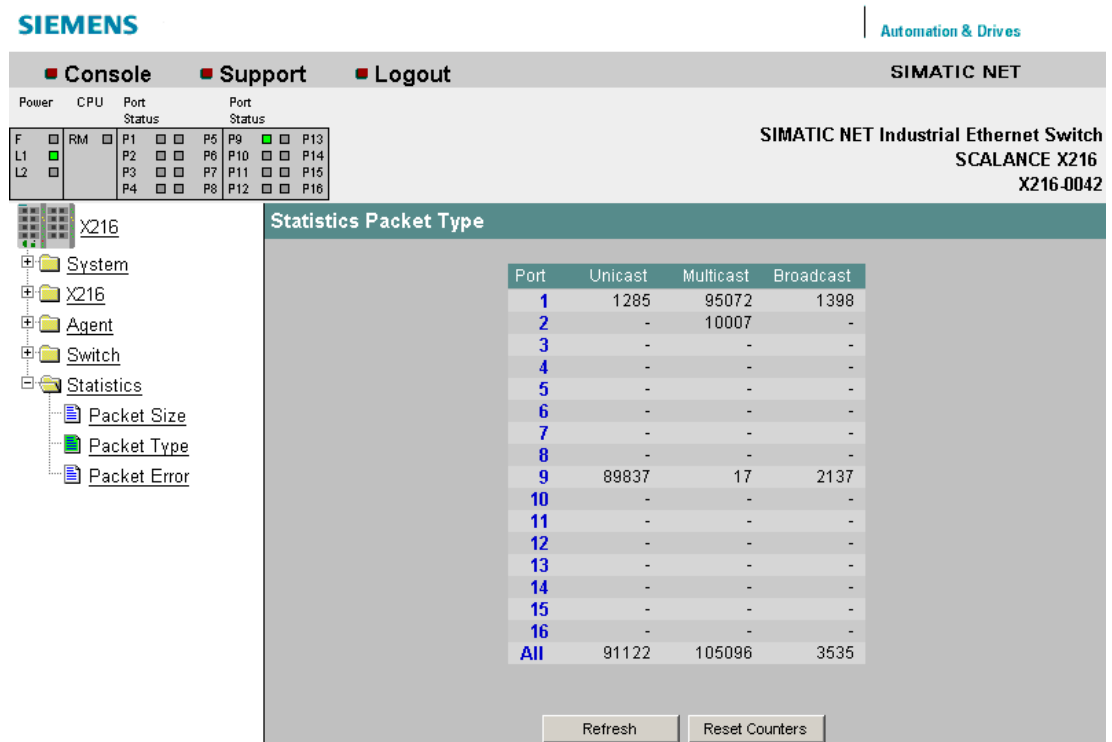 SIEMENS
Automation & Drives
Console Support Logout SIMATIC NET
Power CPU Port Status Port Status
F RM P1 P5 P9 P13
L1 P2 P6 P10 P14
L2 P3 P7 P11 P15
P4 P8 P12 P16
SIMATIC NET Industrial Ethernet Switch
SCALANCE X216
X216-0042
X216
System
X216
Agent
Switch
Statistics
Packet Size
Packet Type
Packet Error
Statistics Packet Type
Port Unicast Multicast Broadcast
1 1285 95072 1398
2 - 10007 -
3 - - -
4 - - -
5 - - -
6 - - -
7 - - -
8 - - -
9 89837 17 2137
10 - - -
11 - - -
12 - - -
13 - - -
14 - - -
15 - - -
16 - - -
All 91122 105096 3535
Refresh Reset Counters